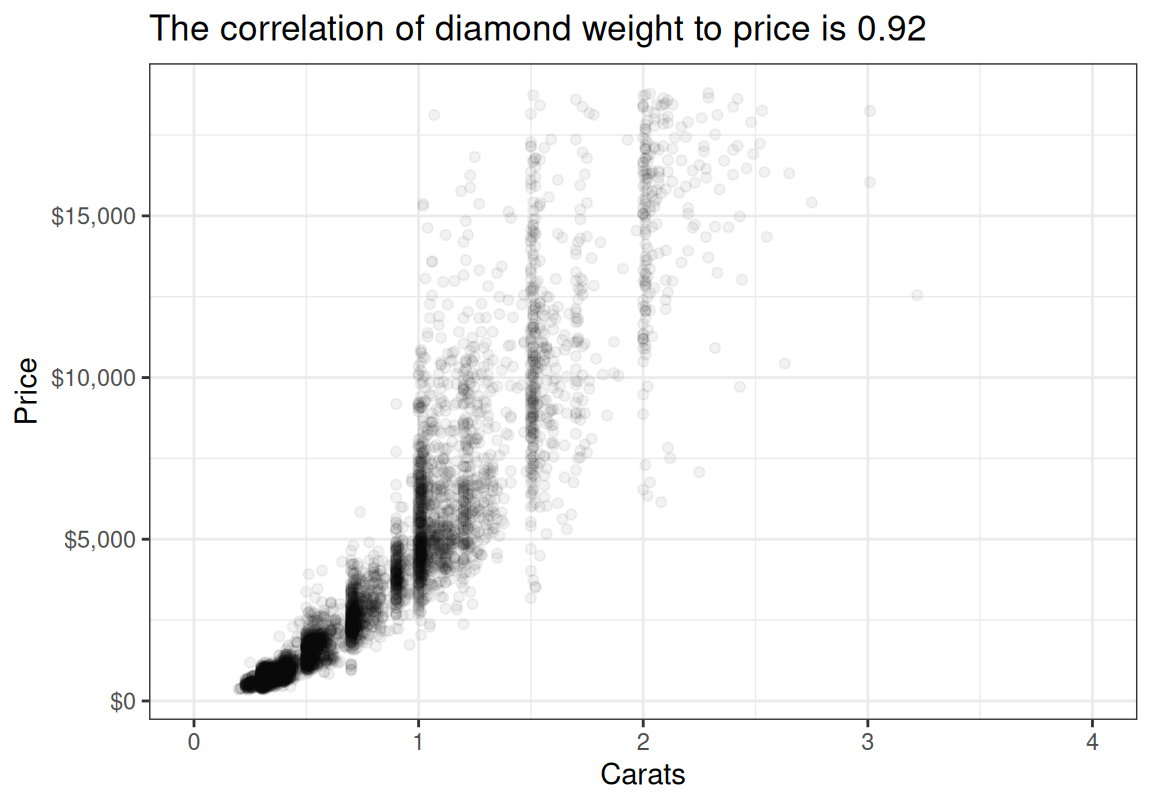 The correlation of diamond weight to price is 0.92
$15,000
$10,000
$5,000
$0
Price
0 1 2 3 4
Carats